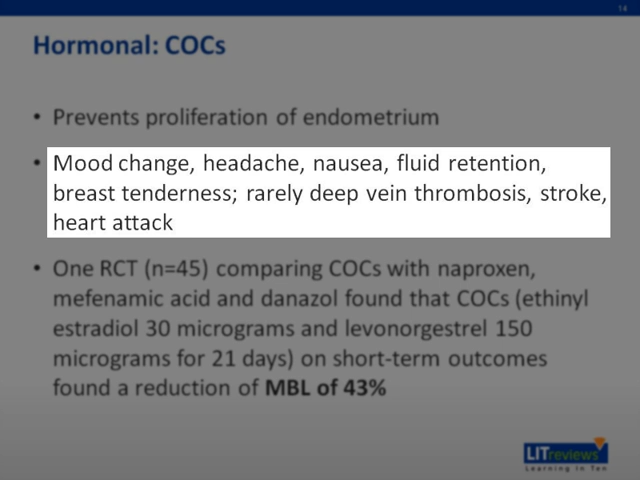 14
Hormonal: COCs
• Prevents proliferation of endometrium
• Mood change, headache, nausea, fluid retention,
breast tenderness; rarely deep vein thrombosis, stroke,
heart attack
• One RCT (n=45) comparing COCs with naproxen,
mefenamic acid and danazol found that COCs (ethinyl
estradiol 30 micrograms and levonorgestrel 150
micrograms for 21 days) on short-term outcomes
found a reduction of MBL of 43%
LITreviews
Learning In Ten